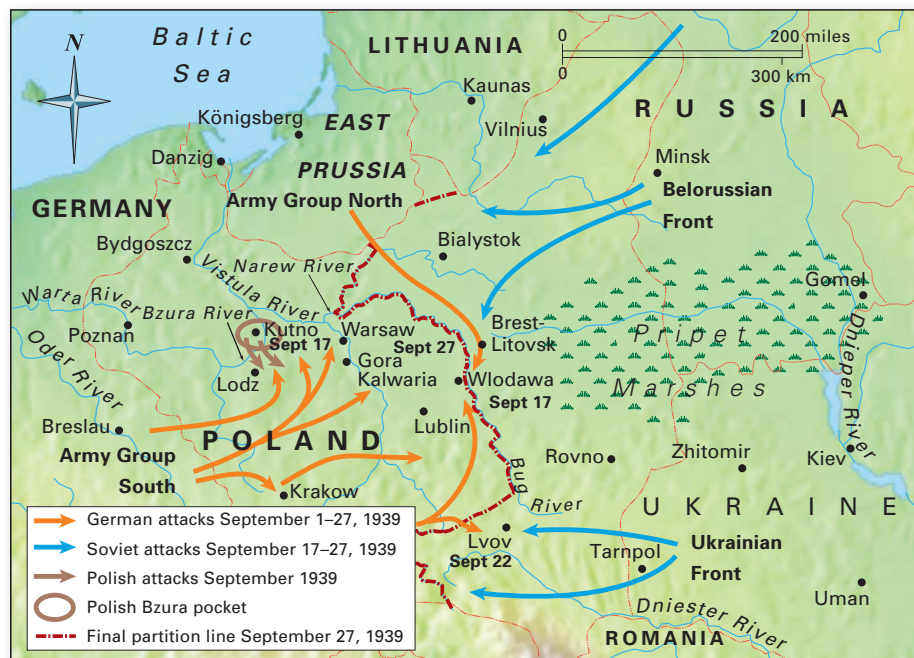 N
Baltic
Sea
LITHUANIA
0 200 miles
0 300 km
Kaunas
Vilnius
RUSSIA
Königsberg
EAST
PRUSSIA
Danzig
Minsk
Army Group North
Belorussian
Front
GERMANY
Bydgoszcz
Bialystok
Narew River
Vistula River
Gomel
Warta River
Bzura River
Poznan
Kutno
Sept 17
Warsaw
Sept 27
Brest-
Litovsk
Pripet
Marshes
Dnieper River
Oder River
Lodz
Gora
Kalwaria
Wlodawa
Sept 17
Breslau
POLAND
Lublin
Army Group
South
Bug
River
Rovno
Zhitomir
Kiev
Krakow
UKRAINE
Lvov
Sept 22
Tarnpol
Ukrainian
Front
Uman
Dniester River
ROMANIA
German attacks September 1–27, 1939
Soviet attacks September 17–27, 1939
Polish attacks September 1939
Polish Bzura pocket
Final partition line September 27, 1939